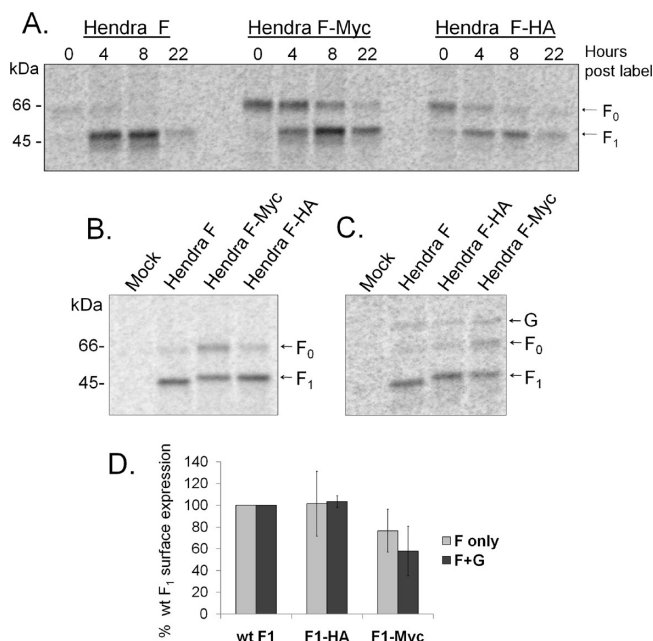 A.
Hendra F Hendra F-Myc Hendra F-HA
0 4 8 22 0 4 8 22 0 4 8 22 Hours
post label
kDa
66 - ← F₀
45 - ← F₁
B.
Mock Hendra F Hendra F-Myc Hendra F-HA
kDa
66- ← F₀
45- ← F₁
C.
Mock Hendra F Hendra F-HA Hendra F-Myc
← G
← F₀
← F₁
D.
% wt F₁ surface expression
140
120
100
80
60
40
20
0
wt F1 F1-HA F1-Myc
F only
F+G